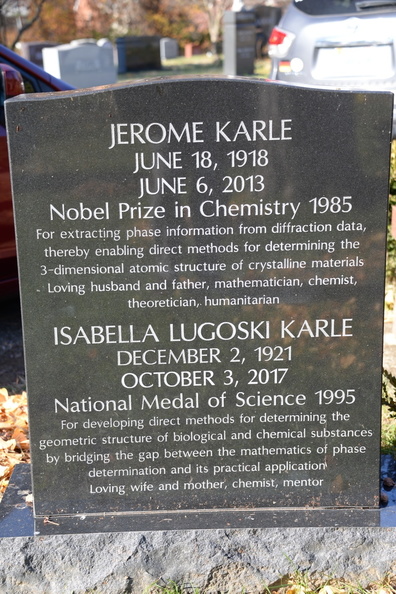 JEROME KARLE
JUNE 18, 1918
JUNE 6, 2013
Nobel Prize in Chemistry 1985
For extracting phase information from diffraction data,
thereby enabling direct methods for determining the
3-dimensional atomic structure of crystalline materials
Loving husband and father, mathematician, chemist,
theoretician, humanitarian
ISABELLA LUGOSKI KARLE
DECEMBER 2, 1921
OCTOBER 3, 2017
National Medal of Science 1995
For developing direct methods for determining the
geometric structure of biological and chemical substances
by bridging the gap between the mathematics of phase
determination and its practical application
Loving wife and mother, chemist, mentor